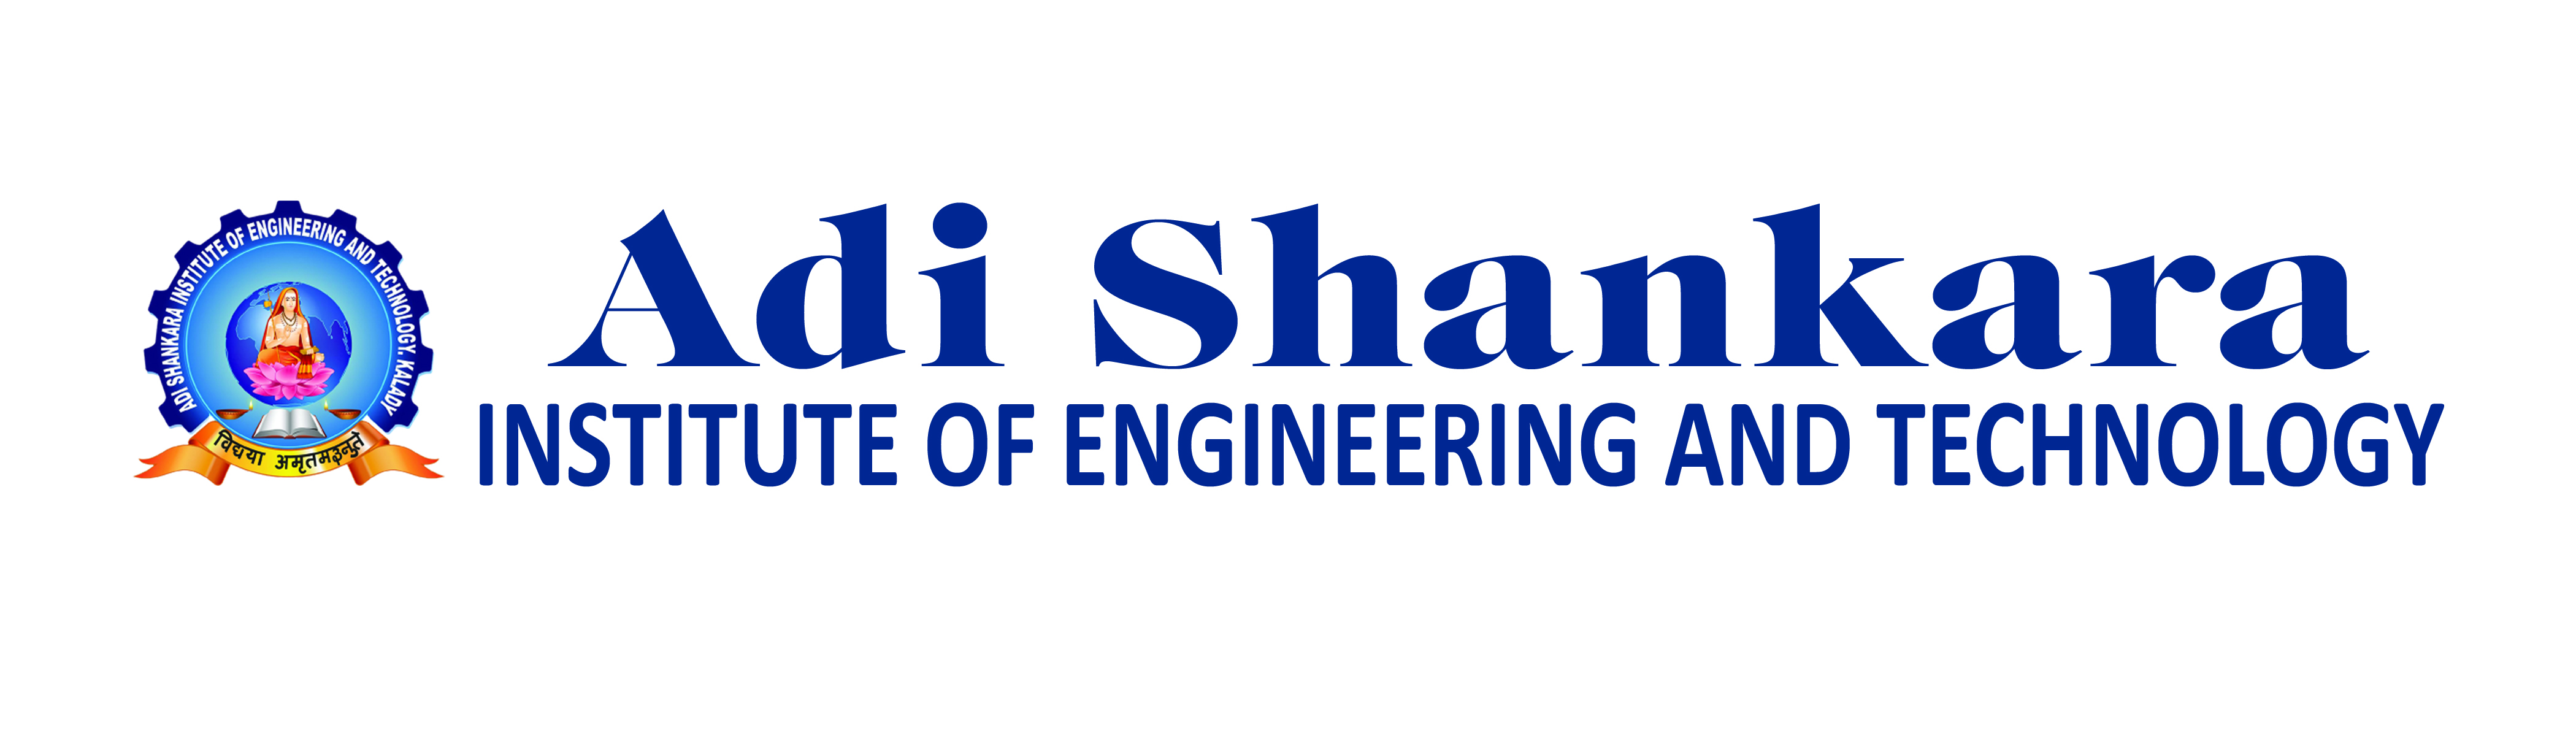 ADI SHANKARA INSTITUTE OF ENGINEERING AND TECHNOLOGY, KALADY
विद्यया अमृतमश्नुते
Adi Shankara
INSTITUTE OF ENGINEERING AND TECHNOLOGY